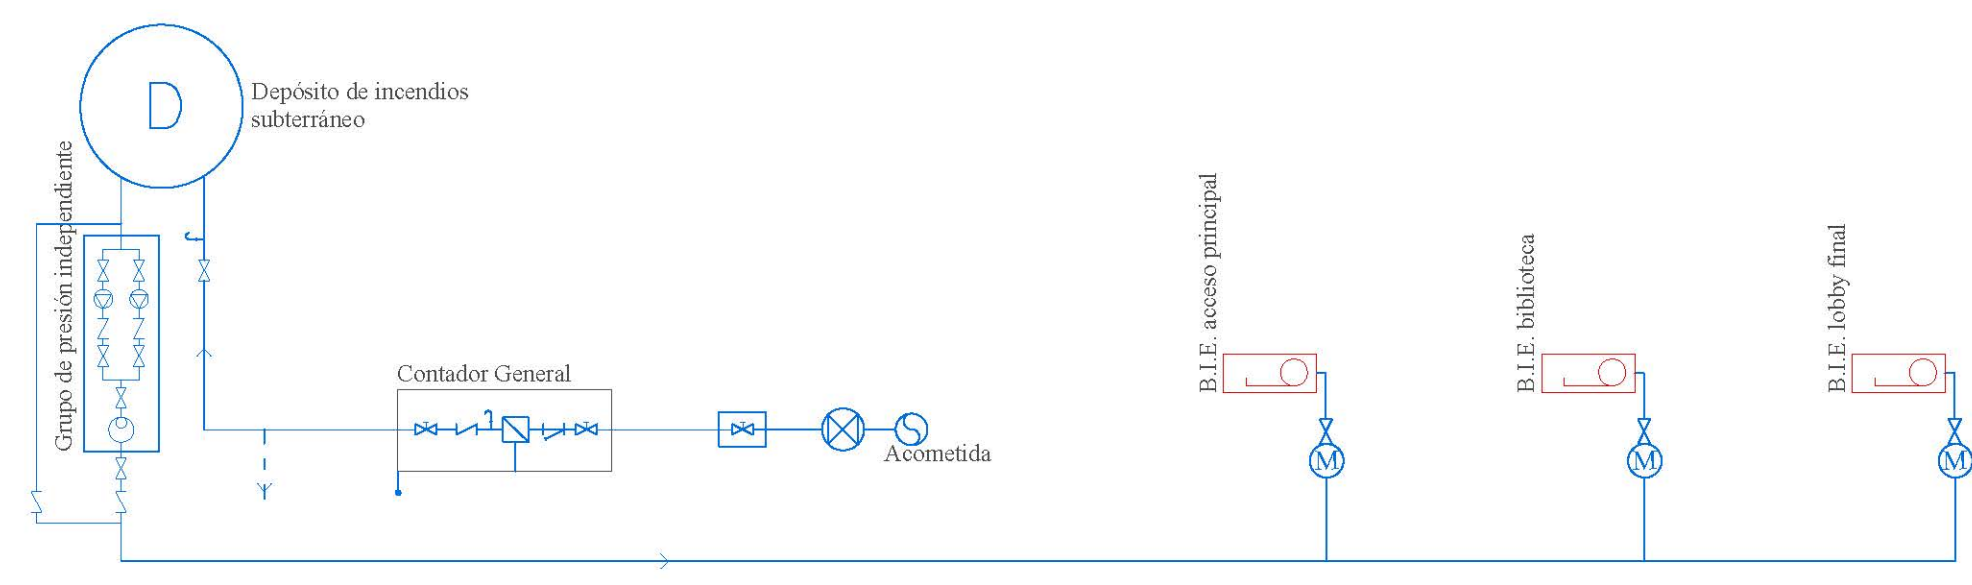 D
Depósito de incendios
subterráneo
Grupo de presión independiente
Contador General
Acometida
B.I.E. acceso principal
B.I.E. biblioteca
B.I.E. lobby final
M
M
M